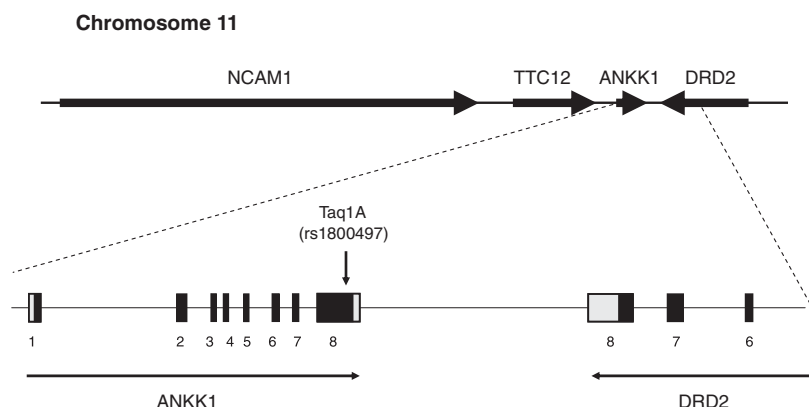 Chromosome 11
NCAM1 TTC12 ANKK1 DRD2
Taq1A
(rs1800497)
1 2 3 4 5 6 7 8 8 7 6
ANKK1 DRD2